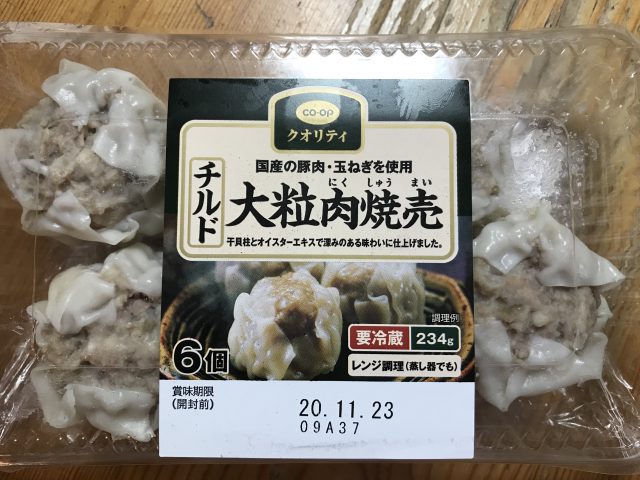 co-op
クオリティ
チルド
国産の豚肉・玉ねぎを使用
にく しゅう まい
大粒肉焼売
干貝柱とオイスターエキスで深みのある味わいに仕上げました。
調理例
要冷蔵 234g
6個
レンジ調理(蒸し器でも)
賞味期限
(開封前)
20.11.23
09A37